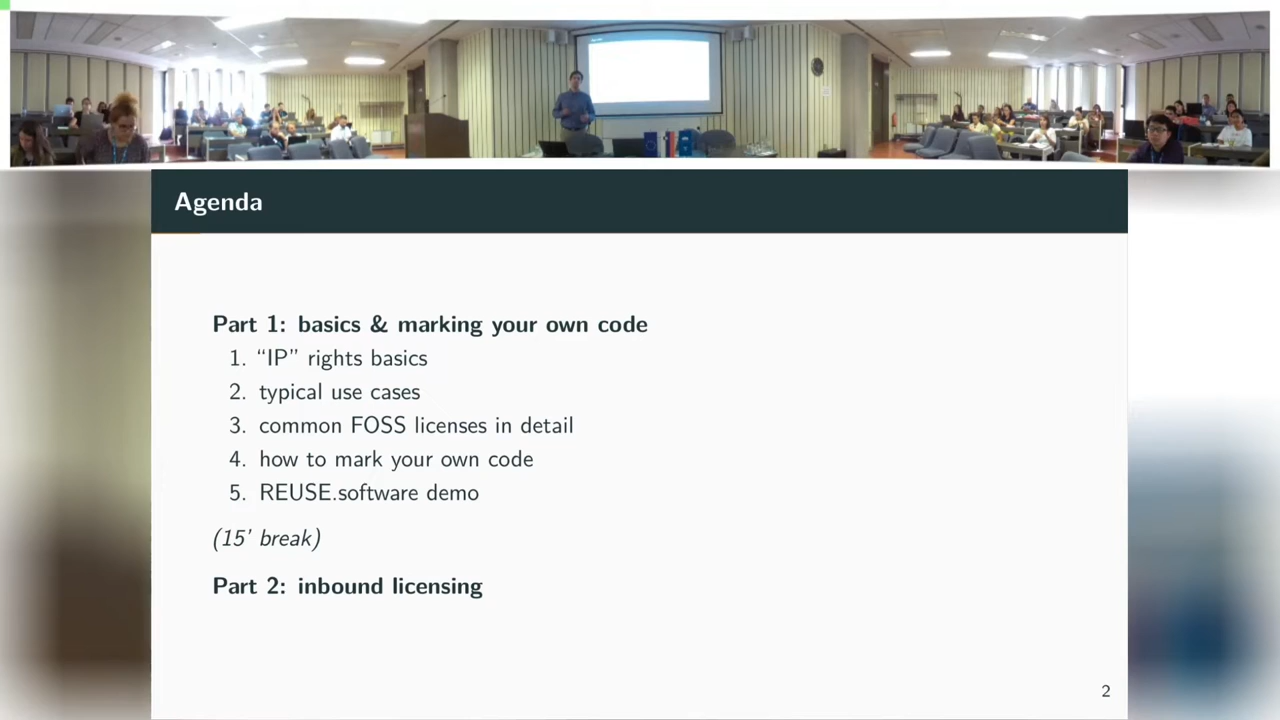 Agenda
Part 1: basics & marking your own code
1. “IP” rights basics
2. typical use cases
3. common FOSS licenses in detail
4. how to mark your own code
5. REUSE.software demo
(15’ break)
Part 2: inbound licensing
2